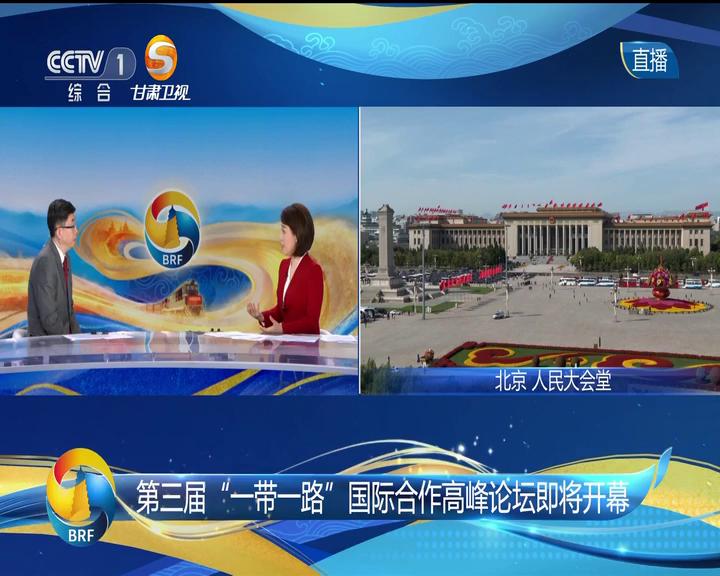 CCTV 1
综合
S
甘肃卫视
直播
BRF
北京 人民大会堂
第三届“一带一路”国际合作高峰论坛即将开幕
BRF